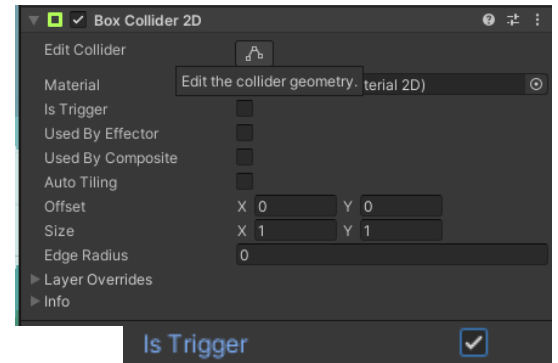 Box Collider 2D
Edit Collider
Edit the collider geometry.
Material terial 2D)
Is Trigger
Used By Effector
Used By Composite
Auto Tiling
Offset X 0 Y 0
Size X 1 Y 1
Edge Radius 0
Layer Overrides
Info
Is Trigger